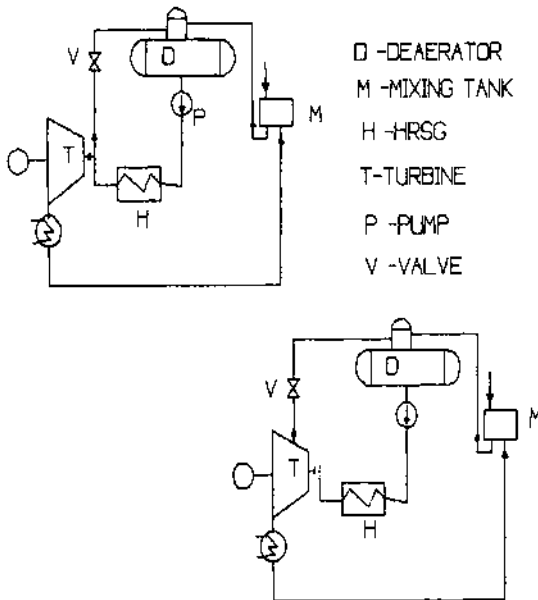 D
V
P
M
T
H
D -DEAERATOR
M -MIXING TANK
H -HRSG
T-TURBINE
P -PUMP
V -VALVE
D
V
M
T
H